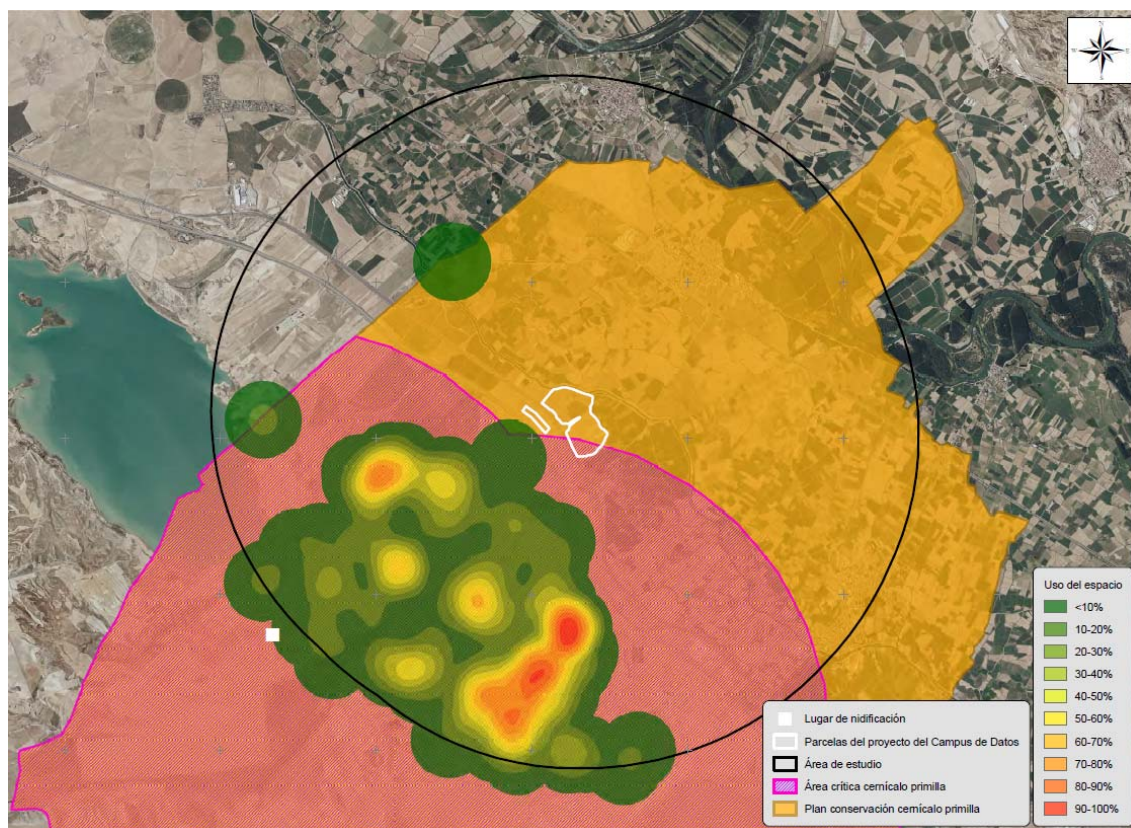 N
W
E
S
Uso del espacio
<10%
10-20%
20-30%
30-40%
40-50%
50-60%
60-70%
70-80%
80-90%
90-100%
Lugar de nidificación
Parcelas del proyecto del Campus de Datos
Área de estudio
Área crítica cernícalo primilla
Plan conservación cernícalo primilla